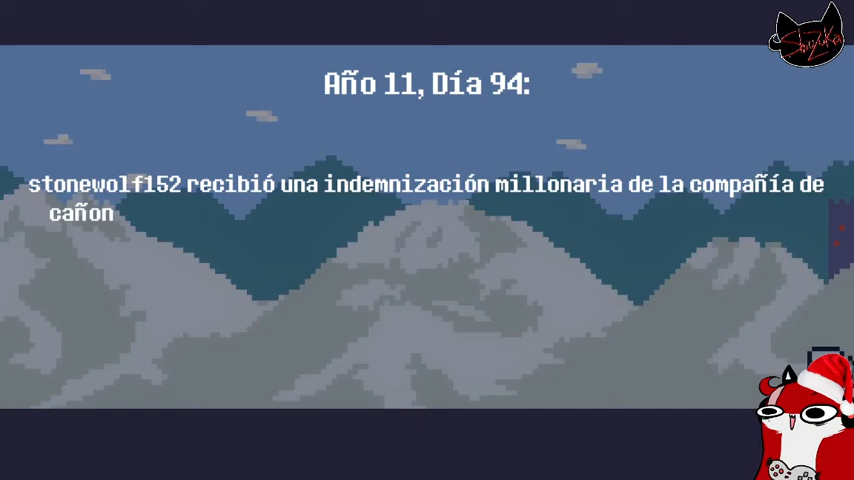 Año 11, Día 94:
stonewolf152 recibió una indemnización millonaria de la compañía de
cañon